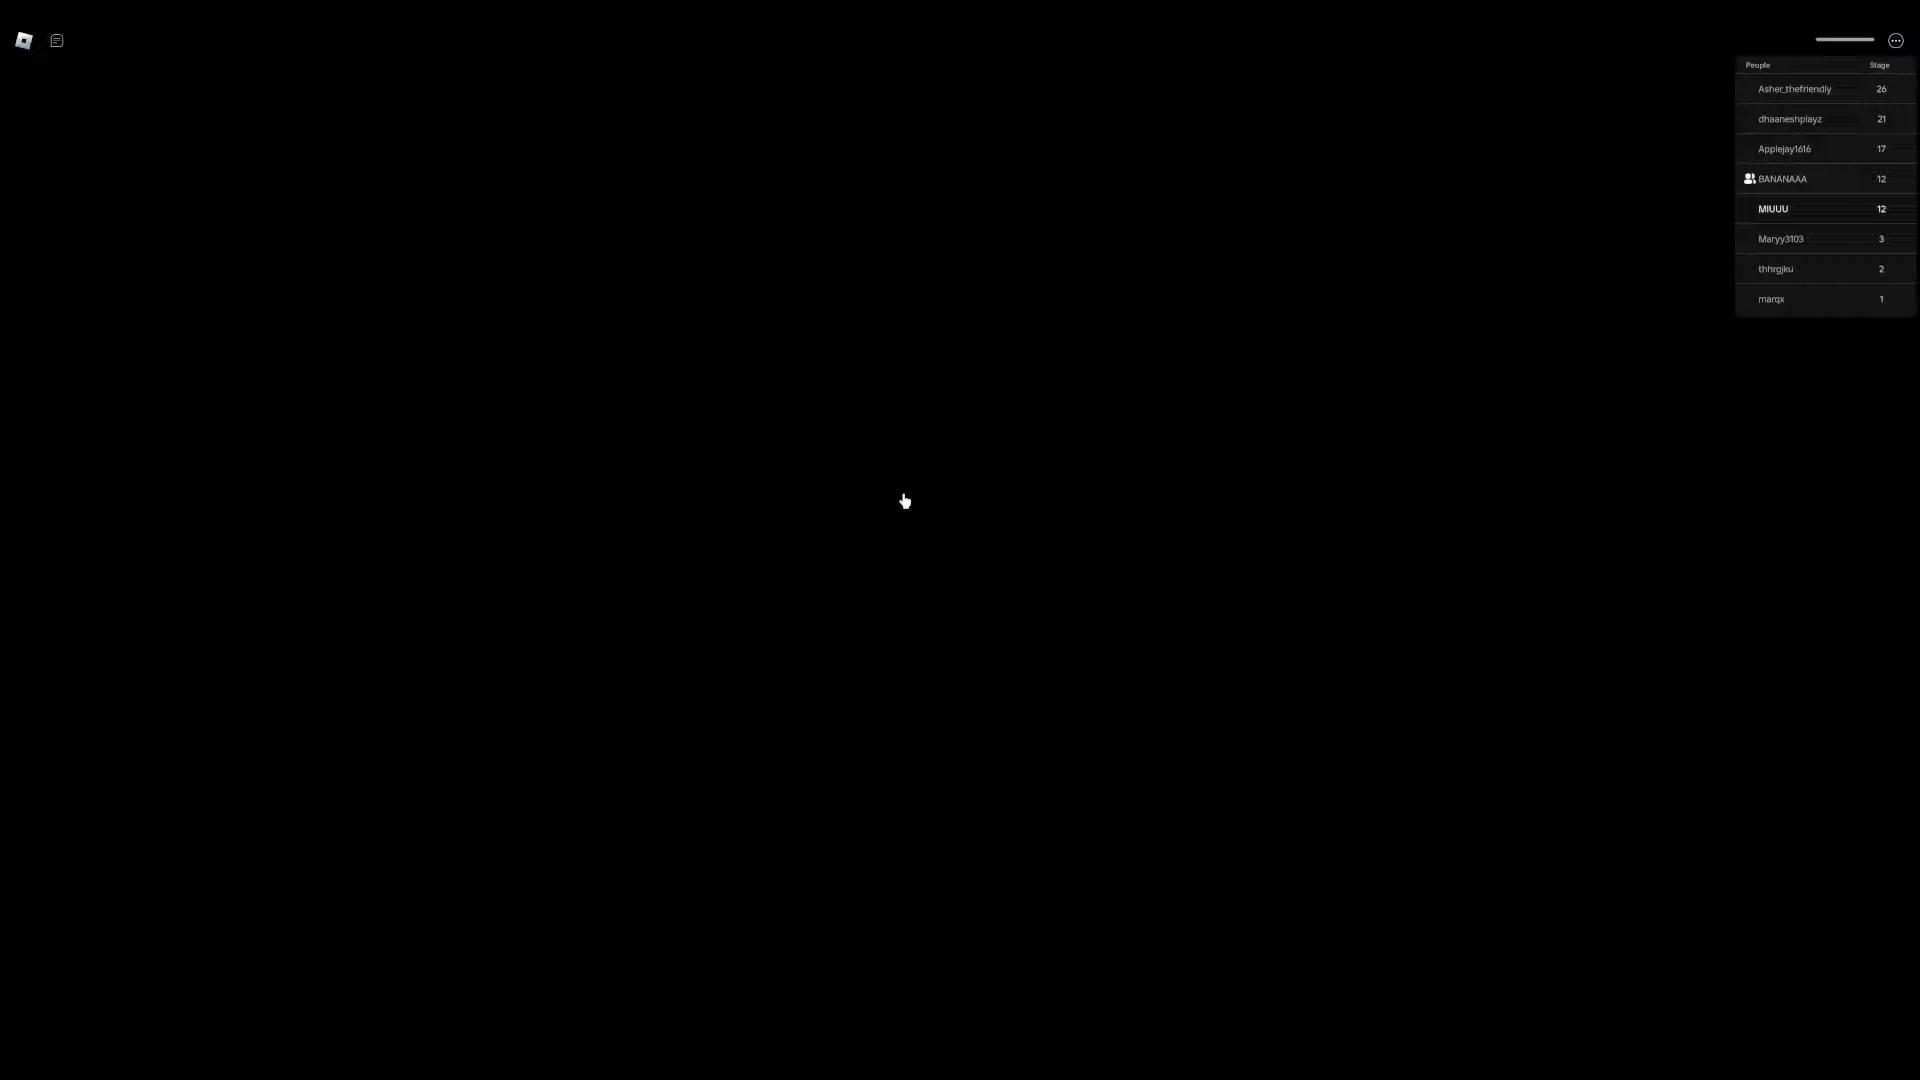 People Stage
Asher_thefriendly 26
dhaaneshplayz 21
Applejay1616 17
BANANAAA 12
MIUUU 12
Maryy3103 3
thhrgjku 2
marqx 1